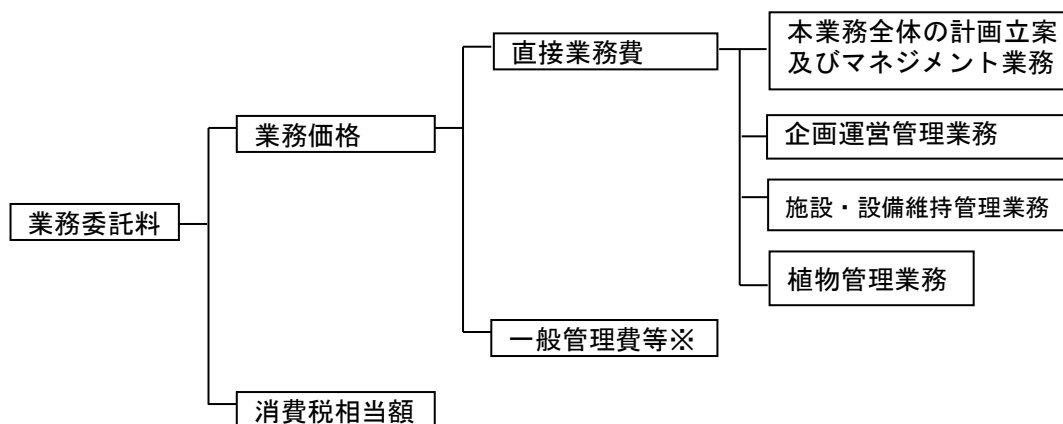 本業務全体の計画立案
及びマネジメント業務
直接業務費
業務価格
企画運営管理業務
施設・設備維持管理業務
業務委託料
植物管理業務
一般管理費等※
消費税相当額